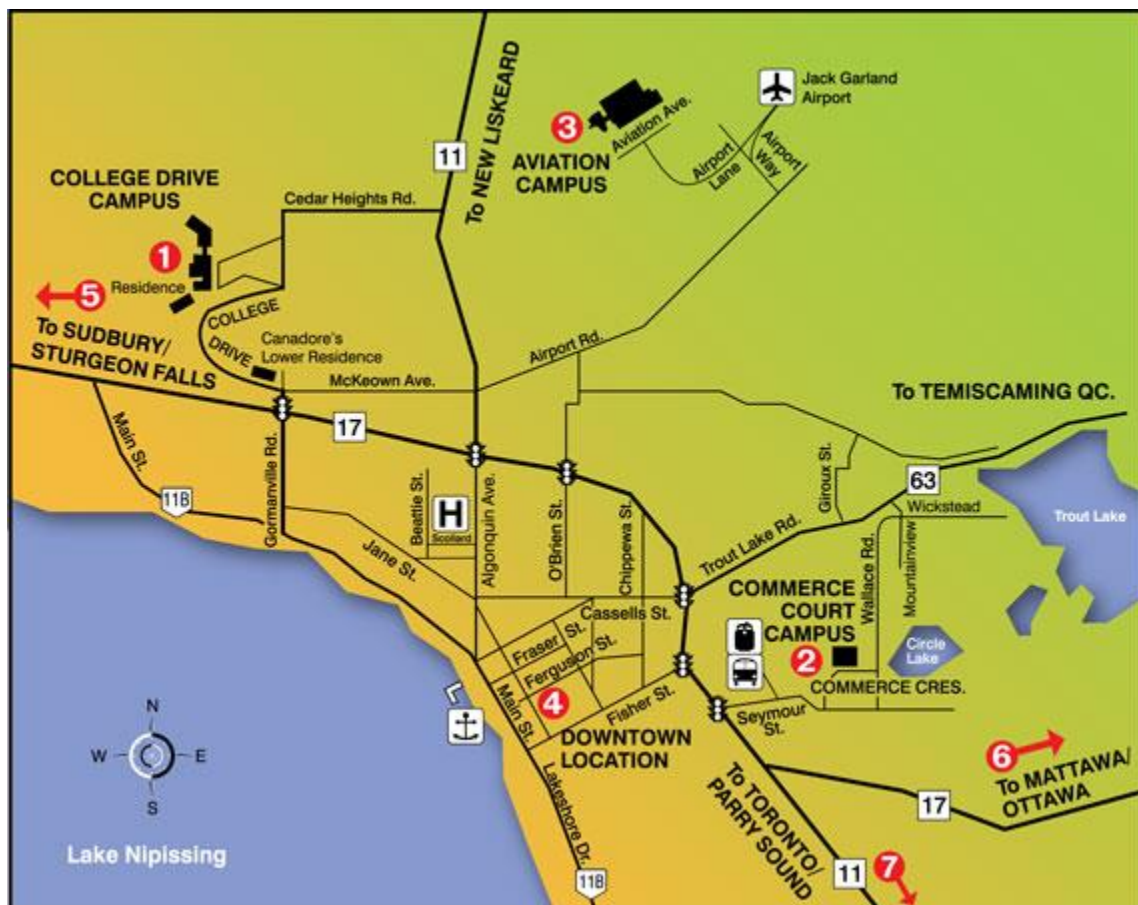 Jack Garland
Airport
3
Aviation Ave.
AVIATION
CAMPUS
Airport
Lane
Airport
Way
11
To NEW LISKEARD
COLLEGE DRIVE
CAMPUS
Cedar Heights Rd.
1
Residence
5
To SUDBURY/
STURGEON FALLS
COLLEGE
DRIVE
Canadore's
Lower Residence
McKeown Ave.
Airport Rd.
To TEMISCAMING QC.
17
Main St.
11B
Gormanville Rd.
Beattie St.
H
Scollard
Algonquin Ave.
O'Brien St.
Chippewa St.
Giroux St.
63
Wickstead
Trout Lake
Trout Lake Rd.
Jane St.
Wallace Rd.
Mountainview
COMMERCE
COURT
CAMPUS
2
Circle
Lake
COMMERCE CRES.
Cassells St.
Fraser St.
Ferguson St.
4
Main St.
Fisher St.
Seymour
St.
DOWNTOWN
LOCATION
6
To MATTAWA/
OTTAWA
17
To TORONTO/
PARRY SOUND
11
7
Lakeshore Dr.
11B
N
W
E
S
Lake Nipissing